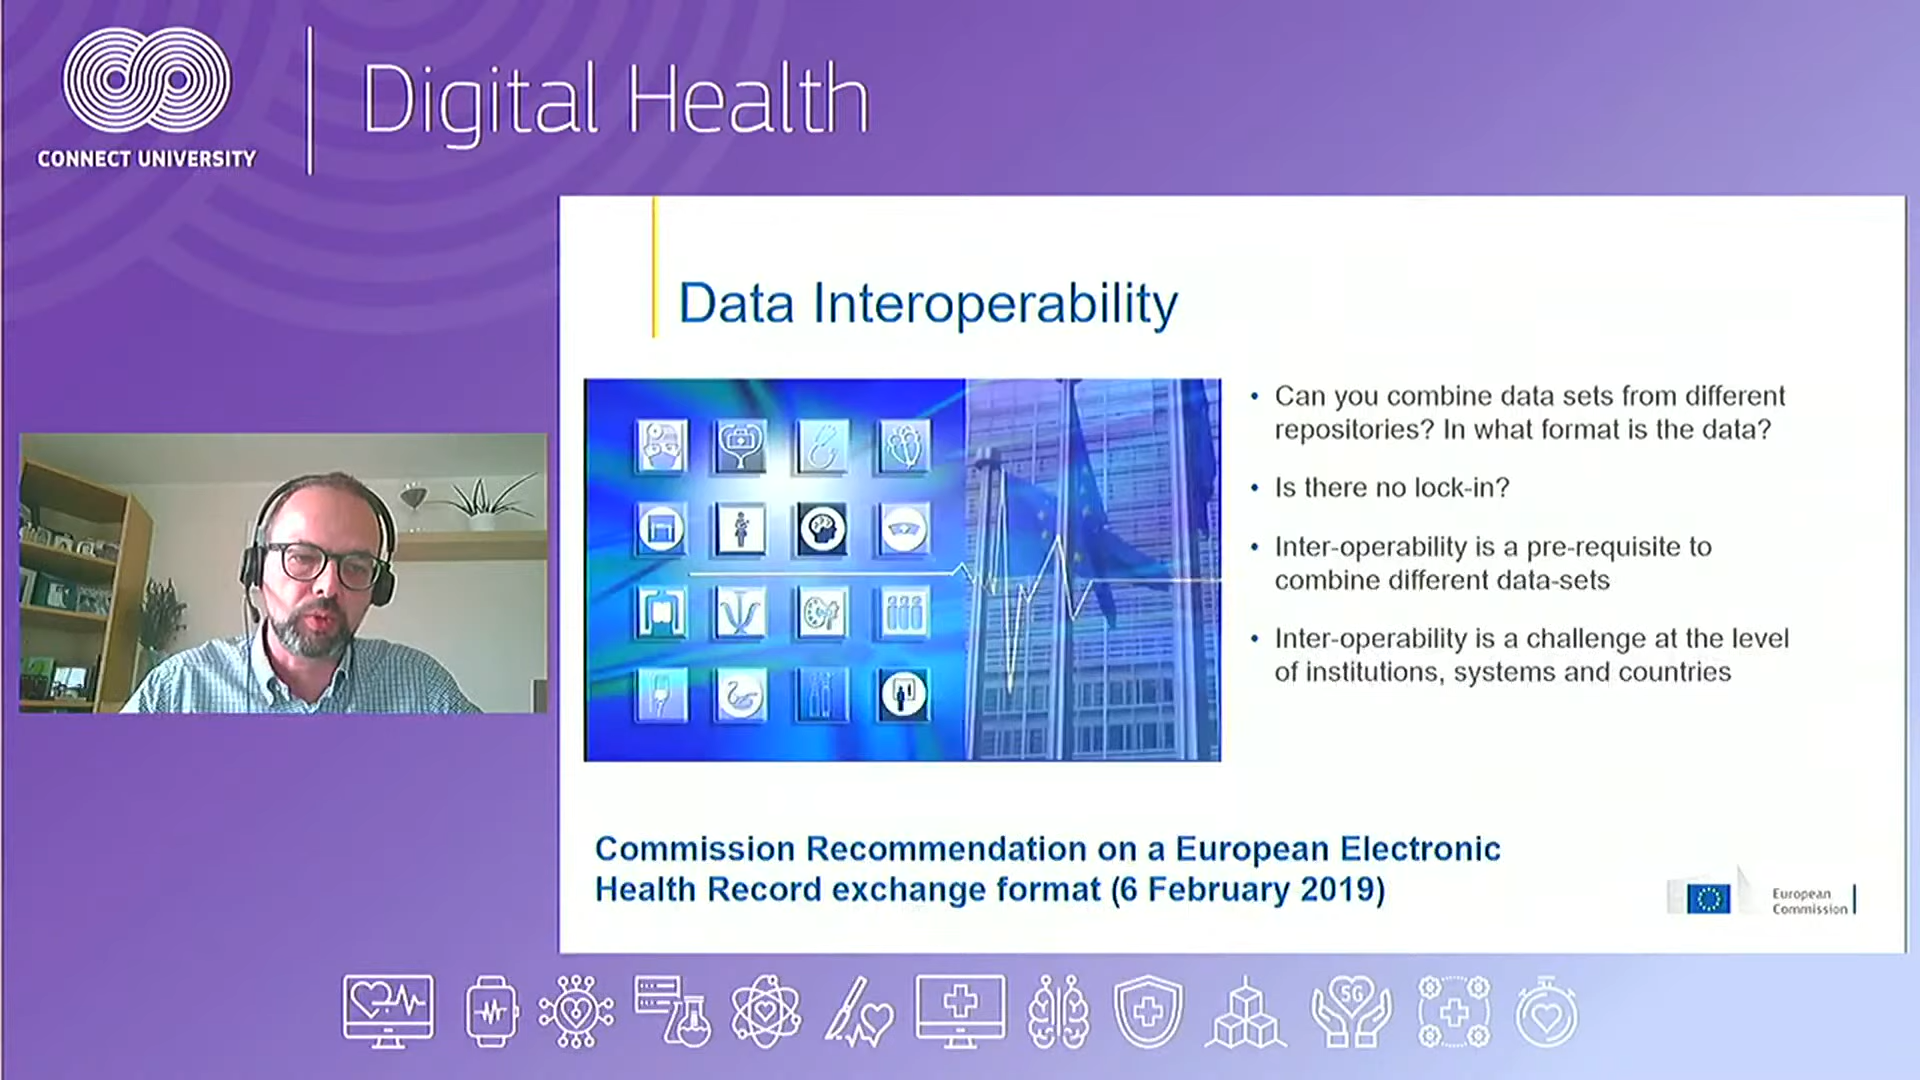 CONNECT UNIVERSITY
Digital Health
Data Interoperability
• Can you combine data sets from different
repositories? In what format is the data?
• Is there no lock-in?
• Inter-operability is a pre-requisite to
combine different data-sets
• Inter-operability is a challenge at the level
of institutions, systems and countries
Commission Recommendation on a European Electronic
Health Record exchange format (6 February 2019)
European
Commission
5G